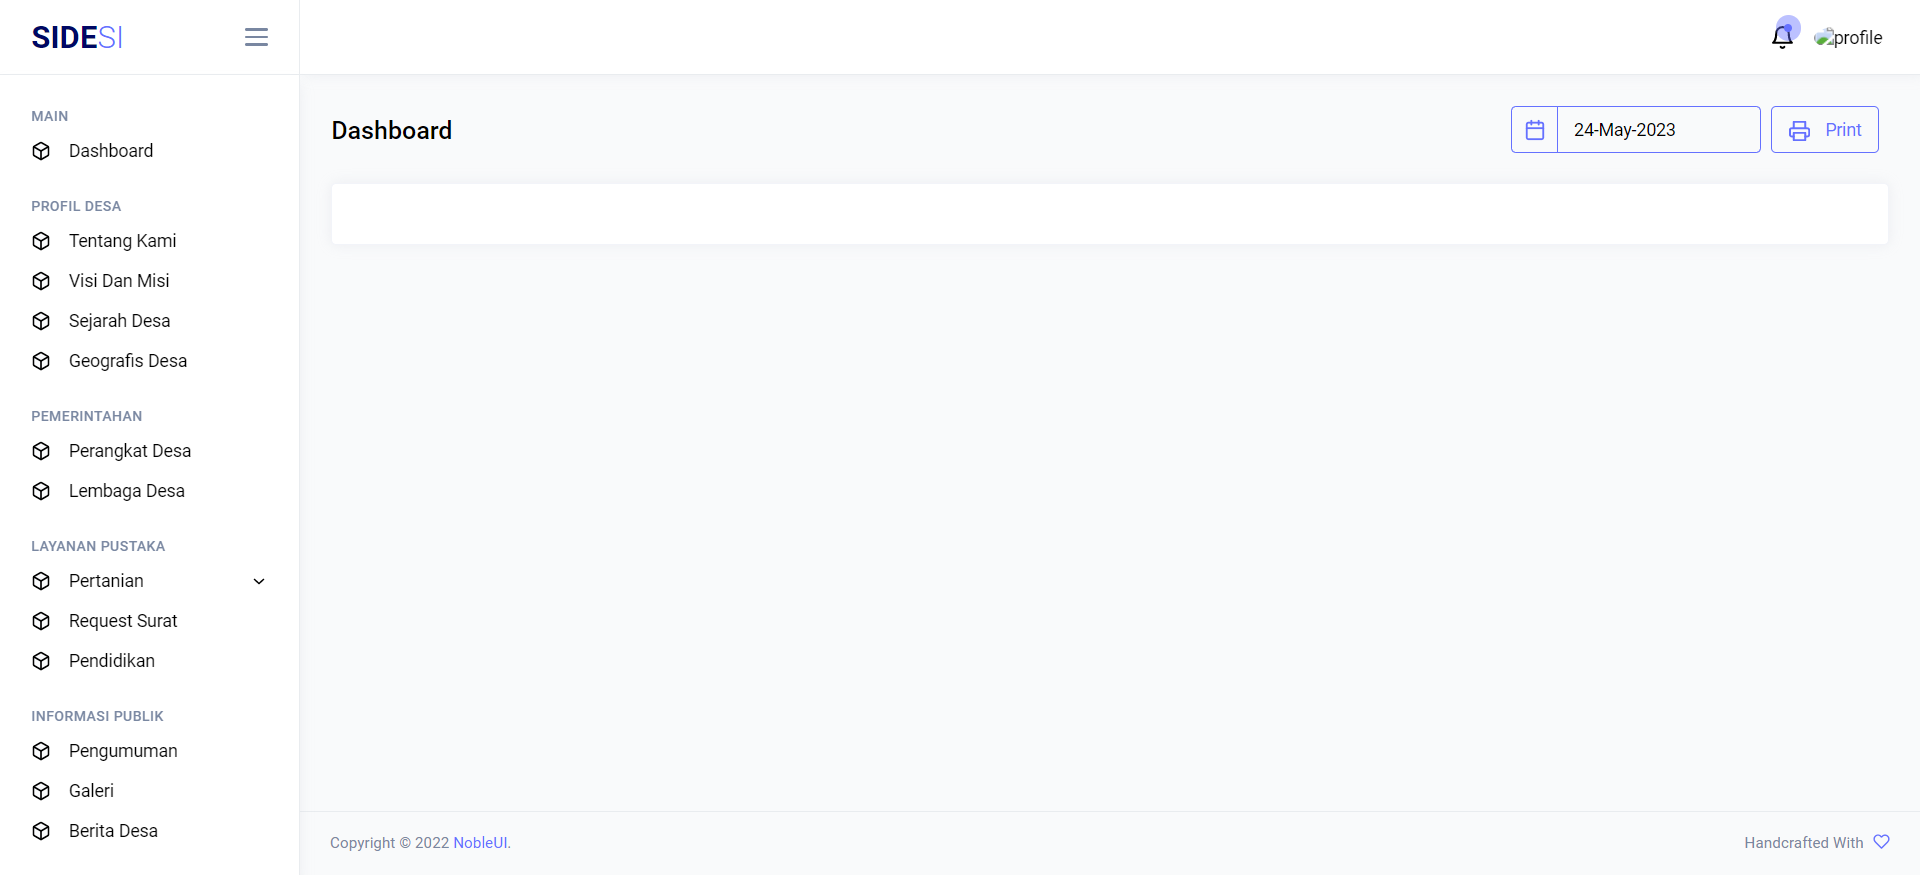 SIDESI
profile
MAIN
Dashboard
PROFIL DESA
Tentang Kami
Visi Dan Misi
Sejarah Desa
Geografis Desa
PEMERINTAHAN
Perangkat Desa
Lembaga Desa
LAYANAN PUSTAKA
Pertanian
Request Surat
Pendidikan
INFORMASI PUBLIK
Pengumuman
Galeri
Berita Desa
Dashboard
24-May-2023
Print
Copyright © 2022 NobleUI.
Handcrafted With